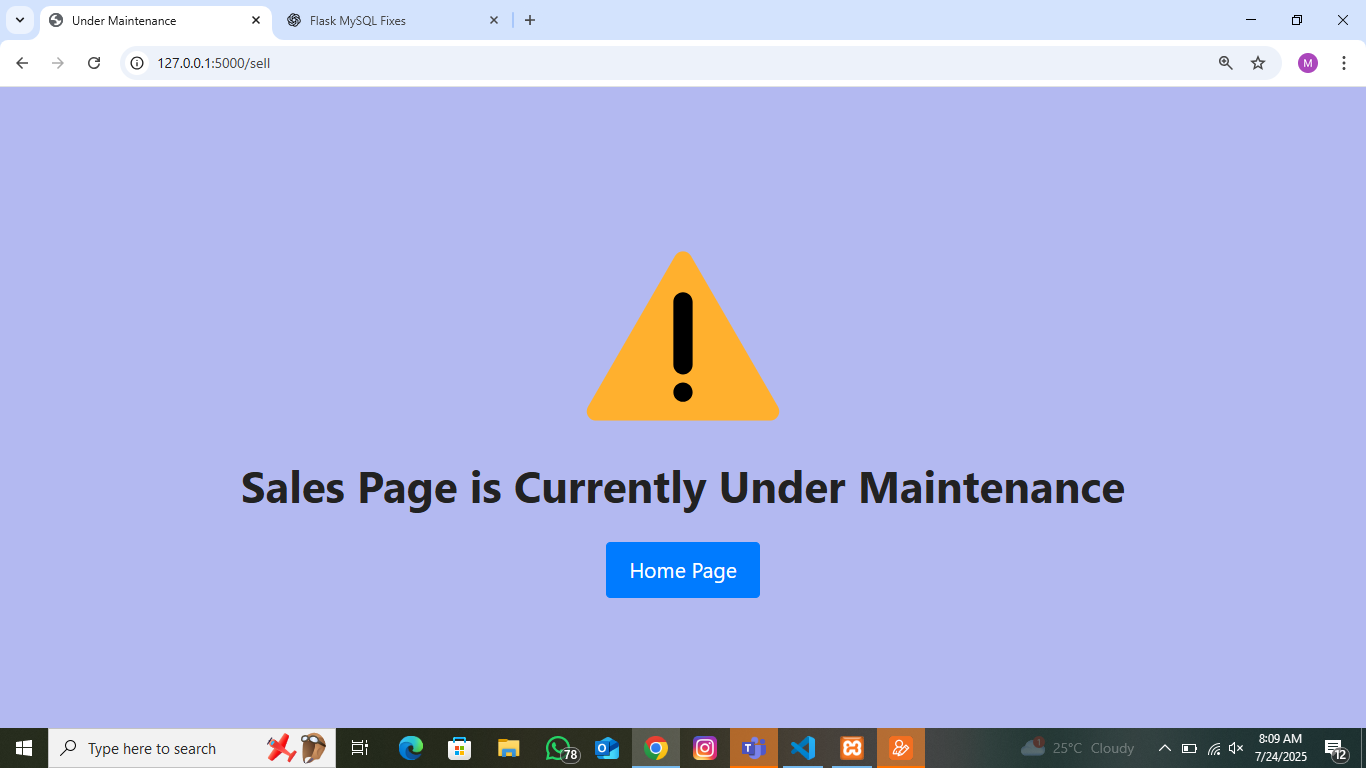 Under Maintenance
Flask MySQL Fixes
127.0.0.1:5000/sell
M
Sales Page is Currently Under Maintenance
Home Page
Type here to search
78
1
25°C Cloudy
8:09 AM
7/24/2025
12